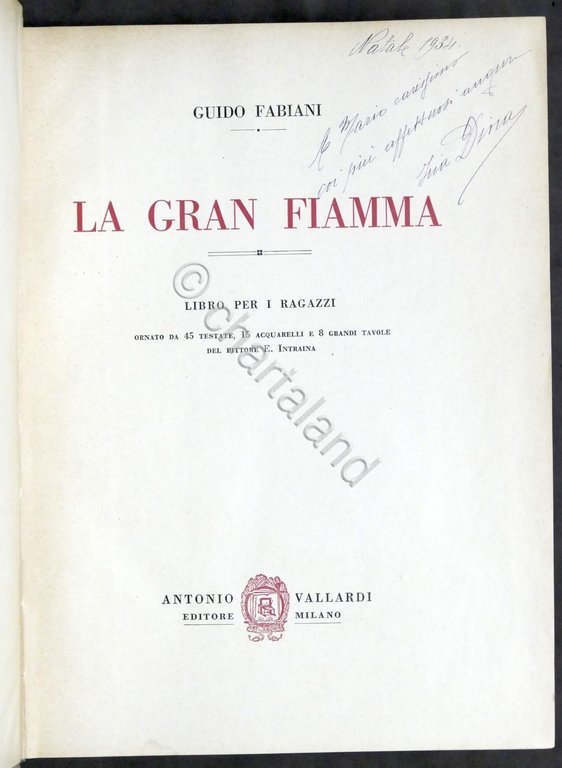 Natale 1934.
A Mario carissimo
coi più affettuosi auguri
tua Dina
GUIDO FABIANI
LA GRAN FIAMMA
LIBRO PER I RAGAZZI
ORNATO DA 45 TESTATE, 15 ACQUARELLI E 8 GRANDI TAVOLE
DEL PITTORE E. INTRAINA
© chartaland
ANTONIO VALLARDI
EDITORE MILANO